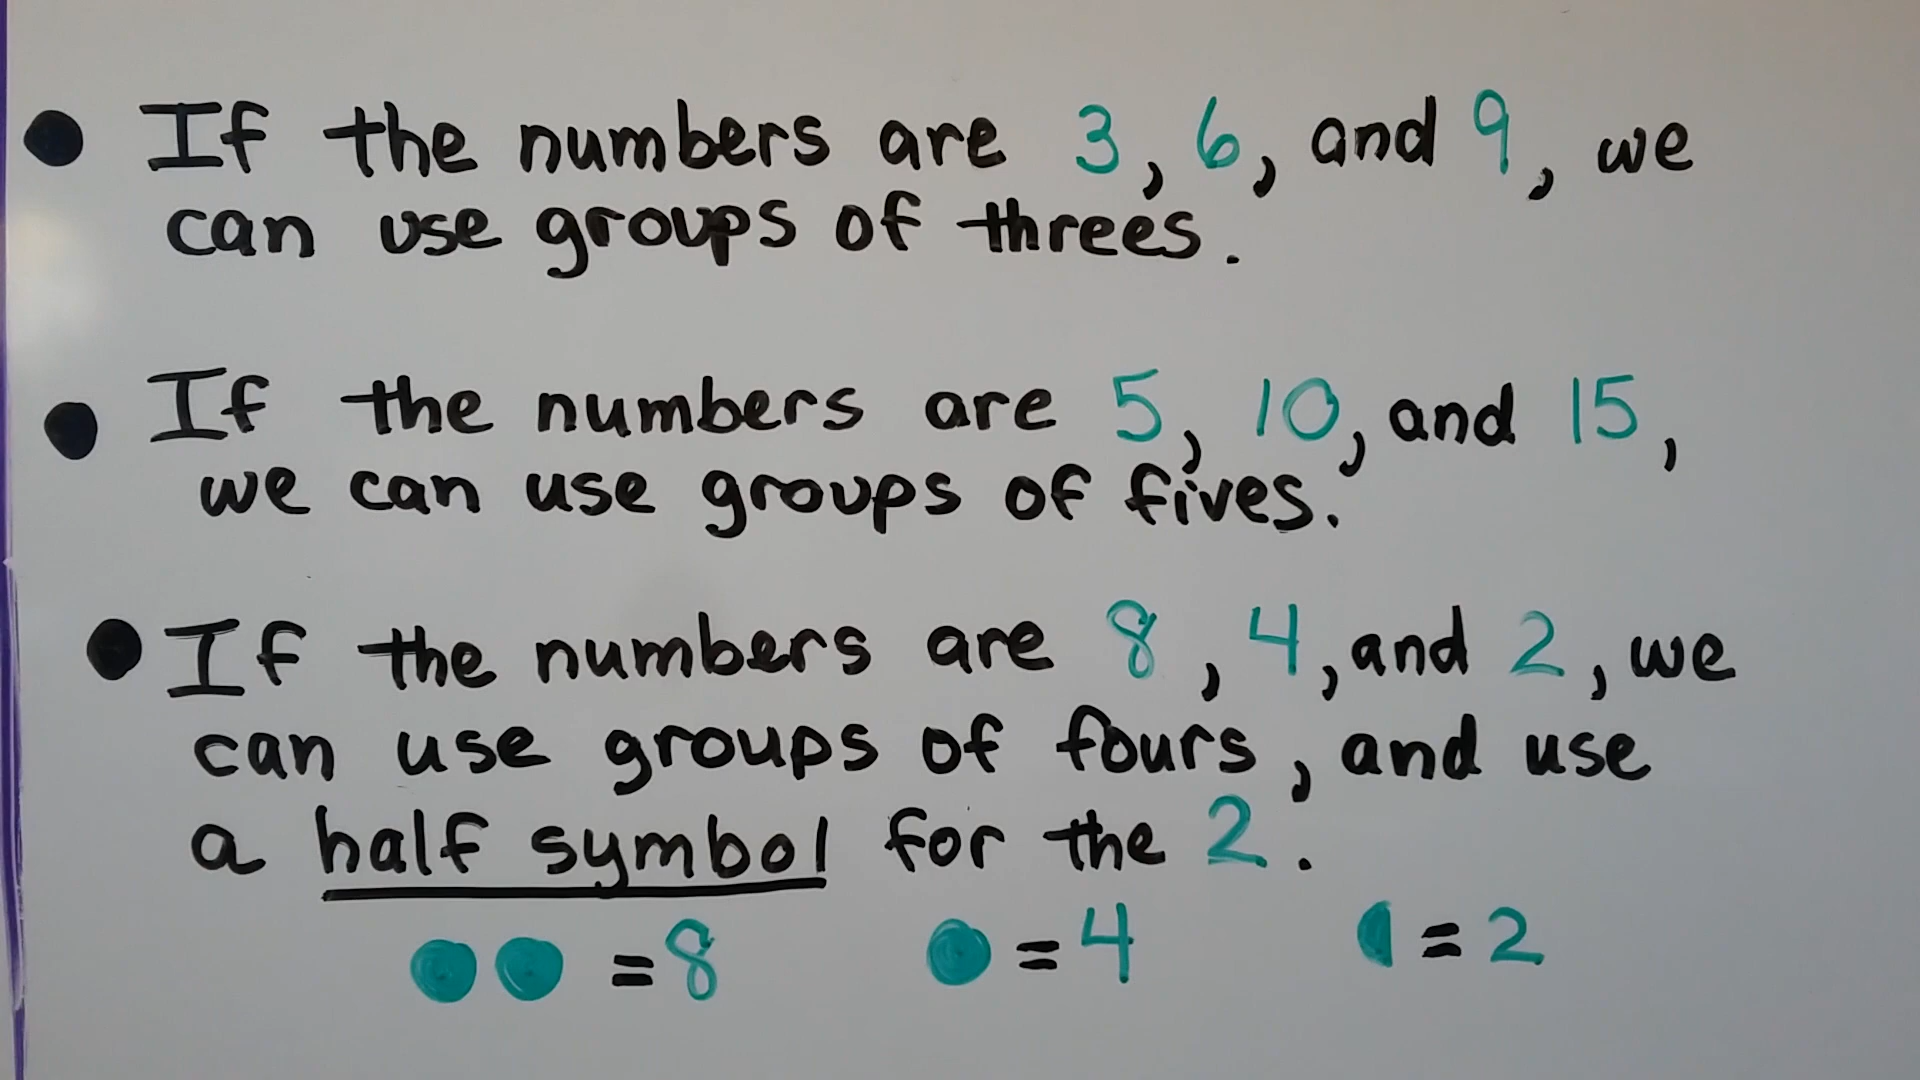 ● If the numbers are 3, 6, and 9, we
can use groups of threes.
● If the numbers are 5, 10, and 15,
we can use groups of fives.
● If the numbers are 8, 4, and 2, we
can use groups of fours, and use
a half symbol for the 2.
●● = 8 ● = 4 ◖ = 2